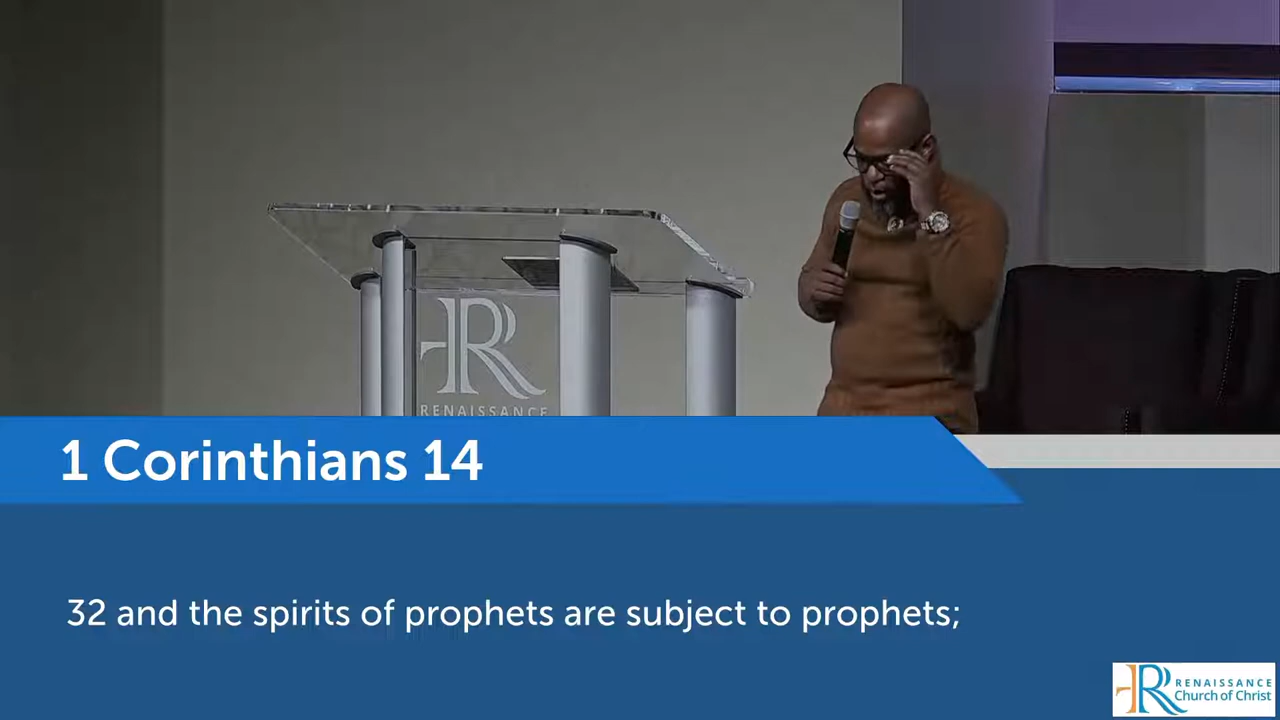 R
RENAISSANCE
1 Corinthians 14
32 and the spirits of prophets are subject to prophets;
R RENAISSANCE
Church of Christ